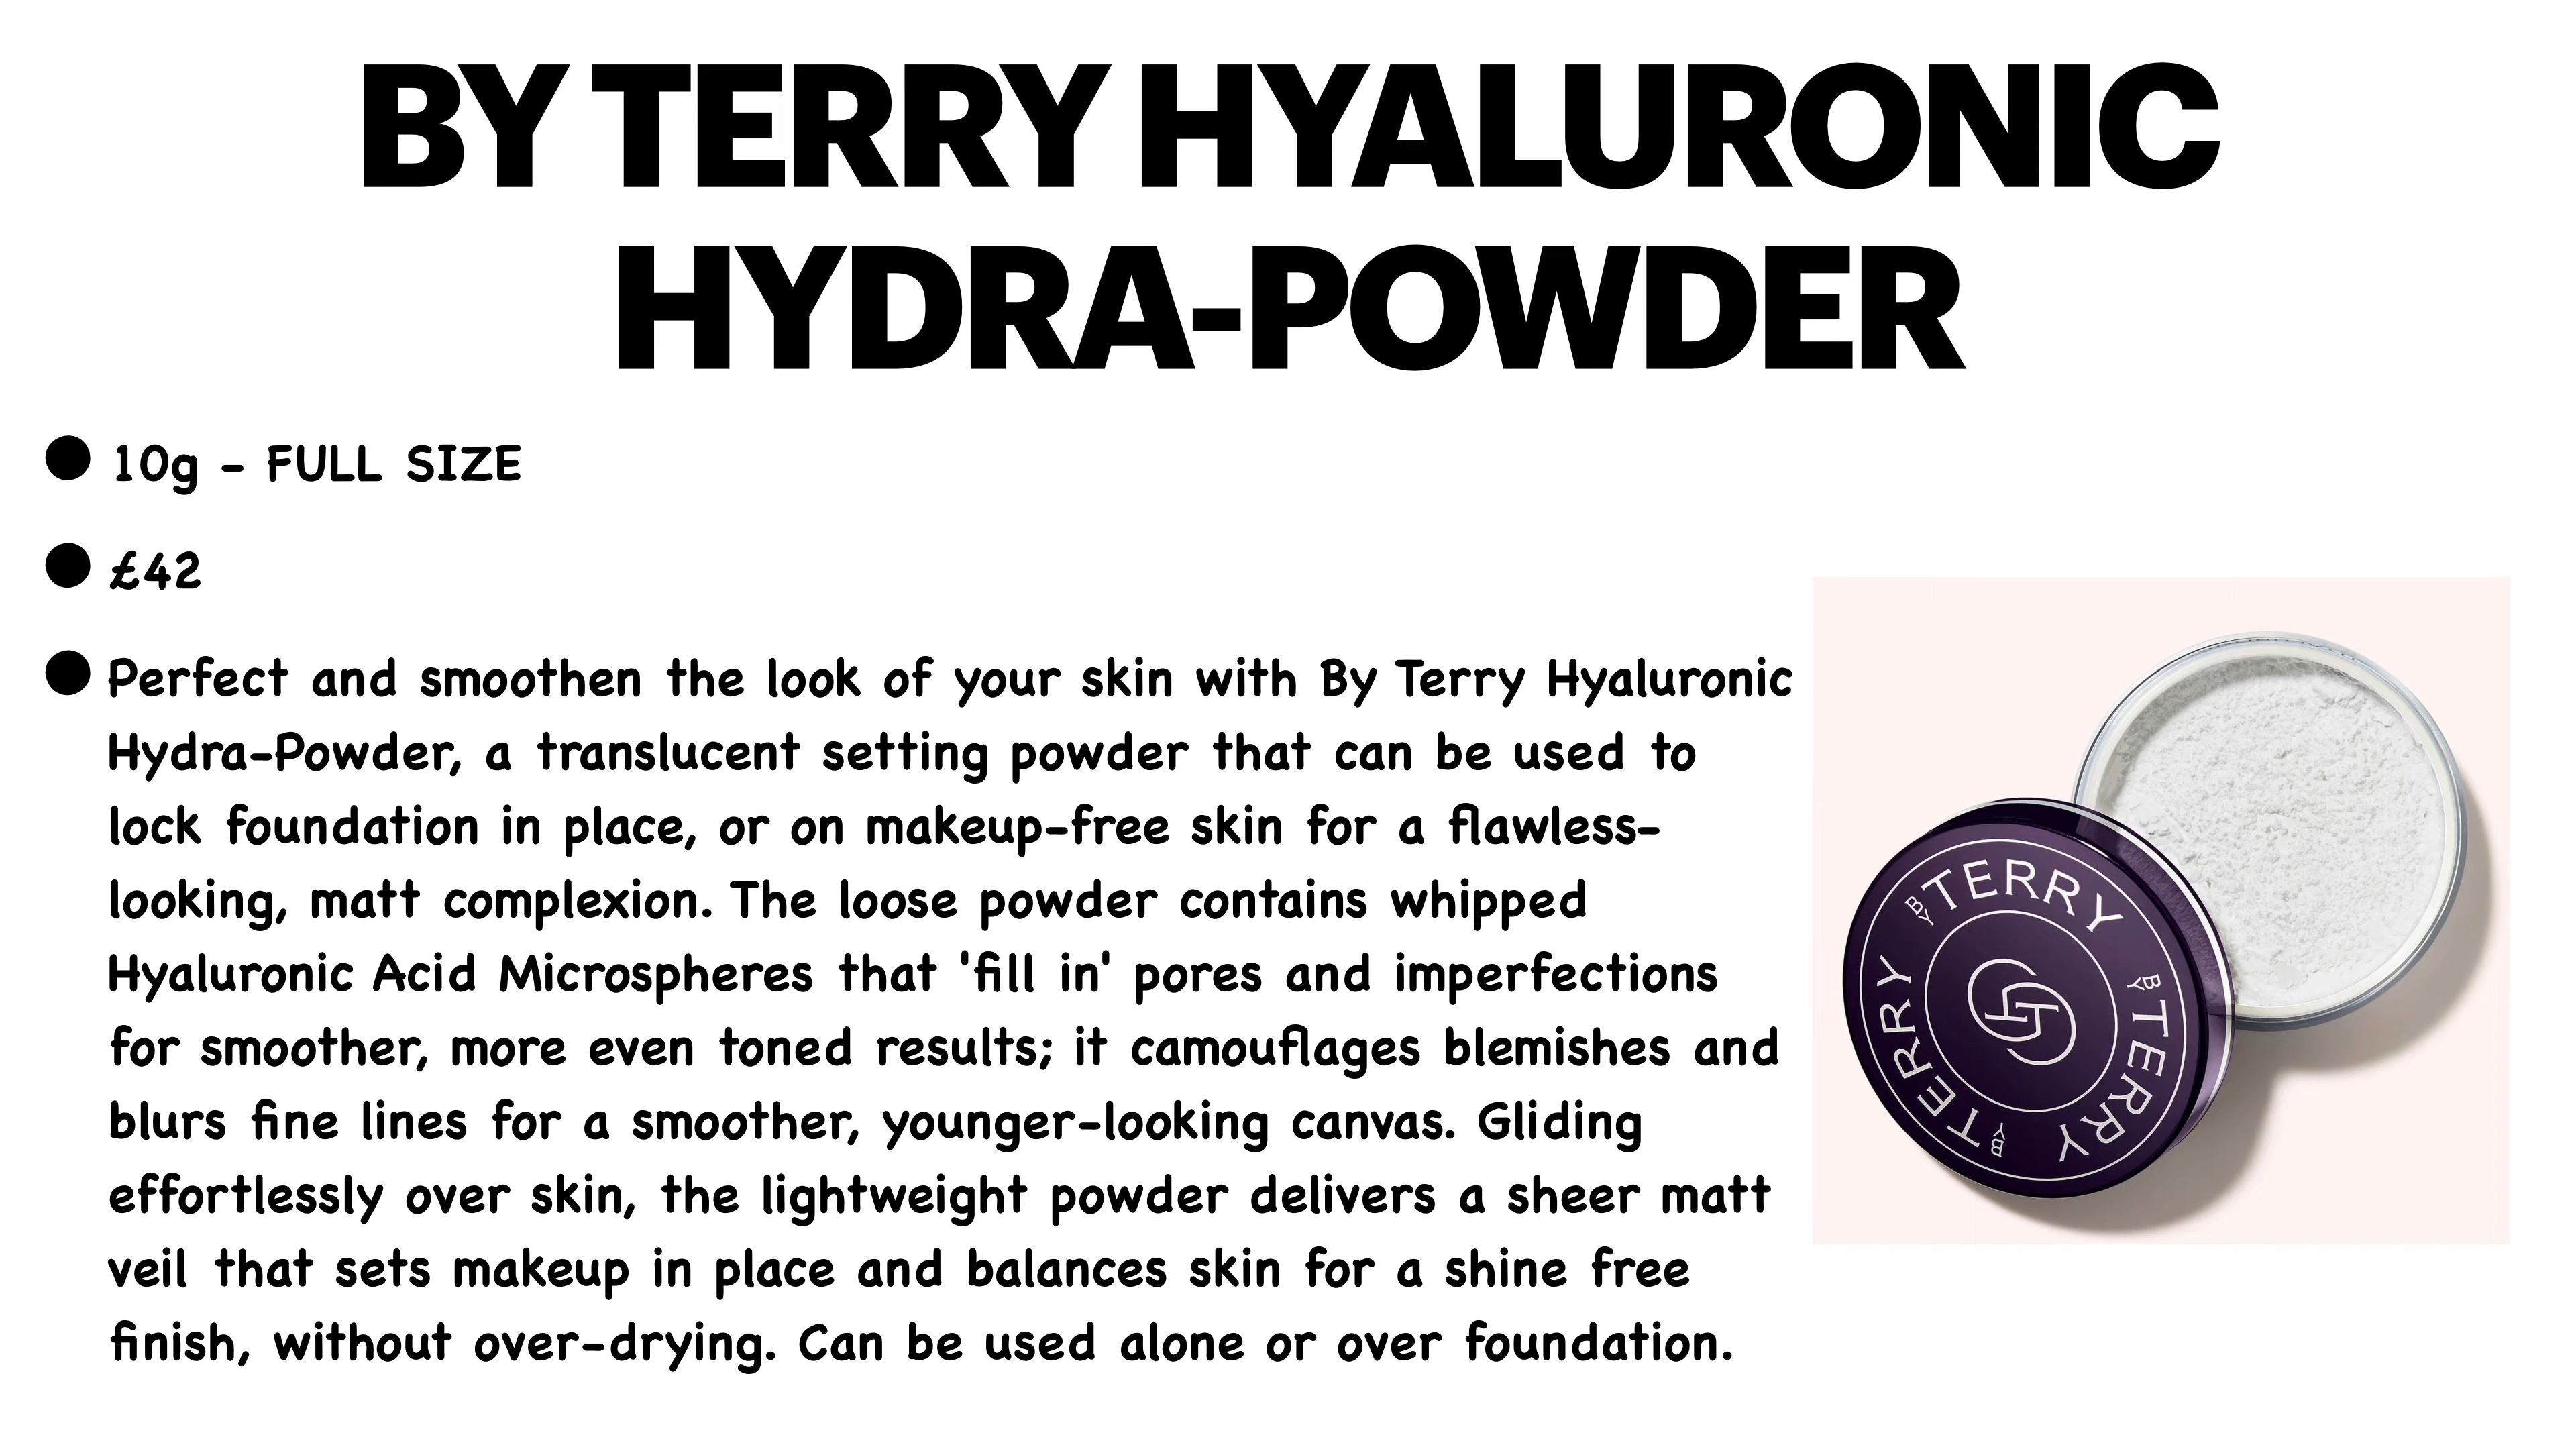 BY TERRY HYALURONIC
HYDRA-POWDER
● 10g - FULL SIZE
● £42
● Perfect and smoothen the look of your skin with By Terry Hyaluronic
Hydra-Powder, a translucent setting powder that can be used to
lock foundation in place, or on makeup-free skin for a flawless-
looking, matt complexion. The loose powder contains whipped
Hyaluronic Acid Microspheres that 'fill in' pores and imperfections
for smoother, more even toned results; it camouflages blemishes and
blurs fine lines for a smoother, younger-looking canvas. Gliding
effortlessly over skin, the lightweight powder delivers a sheer matt
veil that sets makeup in place and balances skin for a shine free
finish, without over-drying. Can be used alone or over foundation.
BY TERRY
BY TERRY
BY TERRY